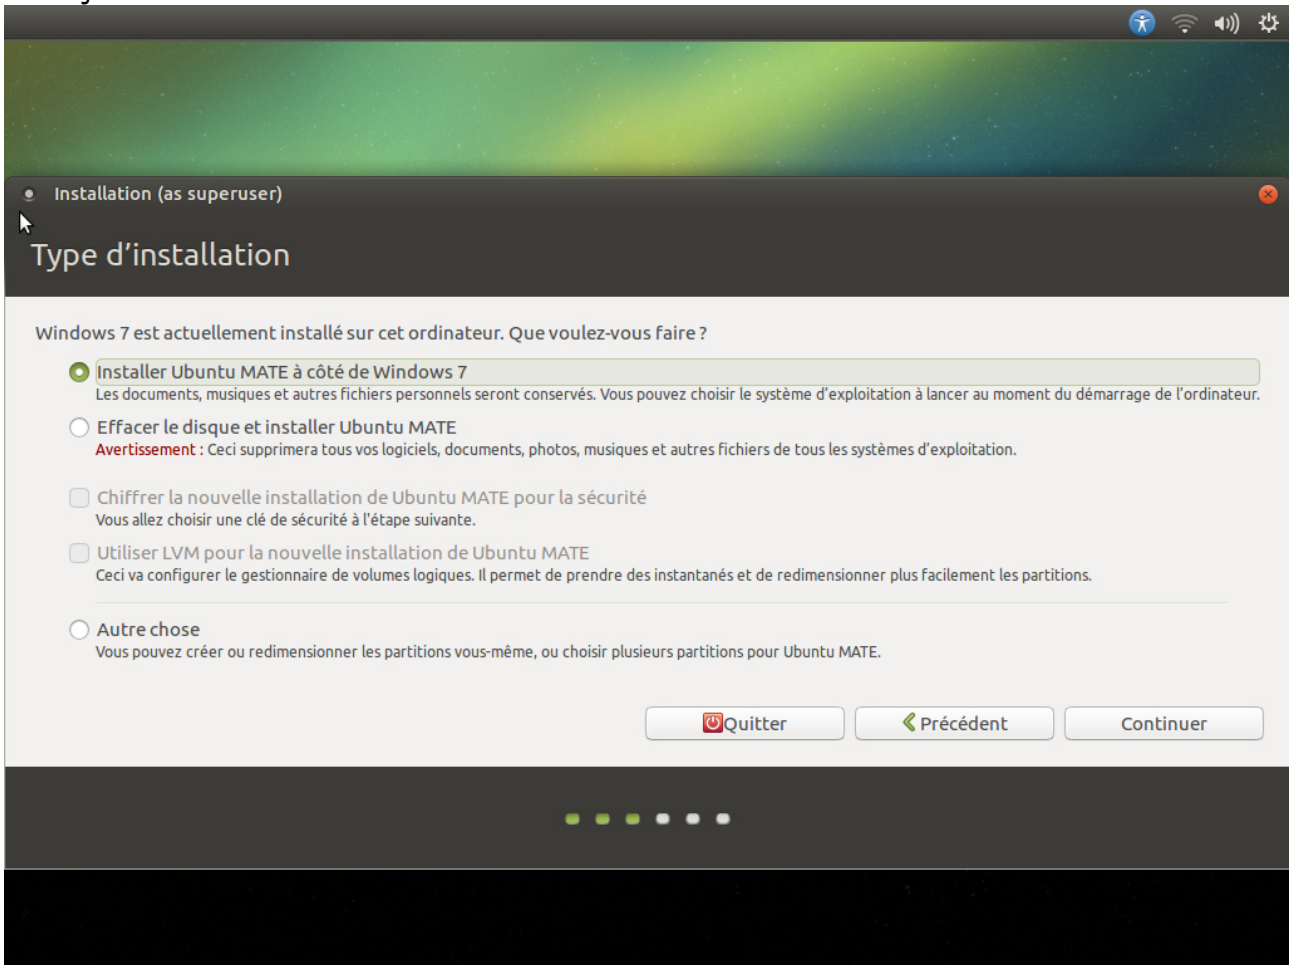 Installation (as superuser)
Type d’installation
Windows 7 est actuellement installé sur cet ordinateur. Que voulez-vous faire ?
Installer Ubuntu MATE à côté de Windows 7
Les documents, musiques et autres fichiers personnels seront conservés. Vous pouvez choisir le système d’exploitation à lancer au moment du démarrage de l’ordinateur.
Effacer le disque et installer Ubuntu MATE
Avertissement : Ceci supprimera tous vos logiciels, documents, photos, musiques et autres fichiers de tous les systèmes d’exploitation.
Chiffrer la nouvelle installation de Ubuntu MATE pour la sécurité
Vous allez choisir une clé de sécurité à l'étape suivante.
Utiliser LVM pour la nouvelle installation de Ubuntu MATE
Ceci va configurer le gestionnaire de volumes logiques. Il permet de prendre des instantanés et de redimensionner plus facilement les partitions.
Autre chose
Vous pouvez créer ou redimensionner les partitions vous-même, ou choisir plusieurs partitions pour Ubuntu MATE.
Quitter Précédent Continuer